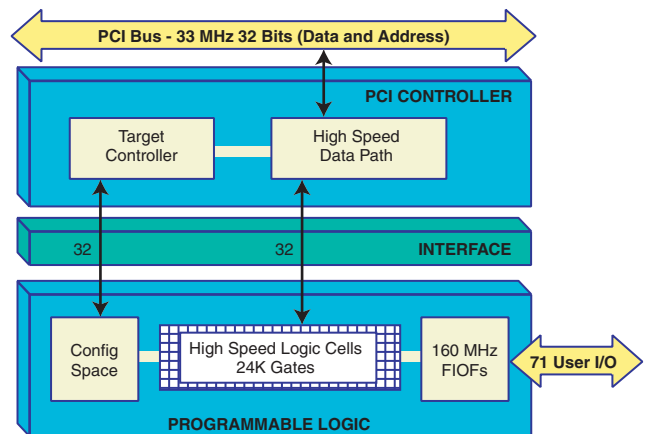 PCI Bus - 33 MHz 32 Bits (Data and Address)
PCI CONTROLLER
Target
Controller
High Speed
Data Path
32
32
INTERFACE
Config
Space
High Speed Logic Cells
24K Gates
160 MHz
FIOFs
71 User I/O
PROGRAMMABLE LOGIC